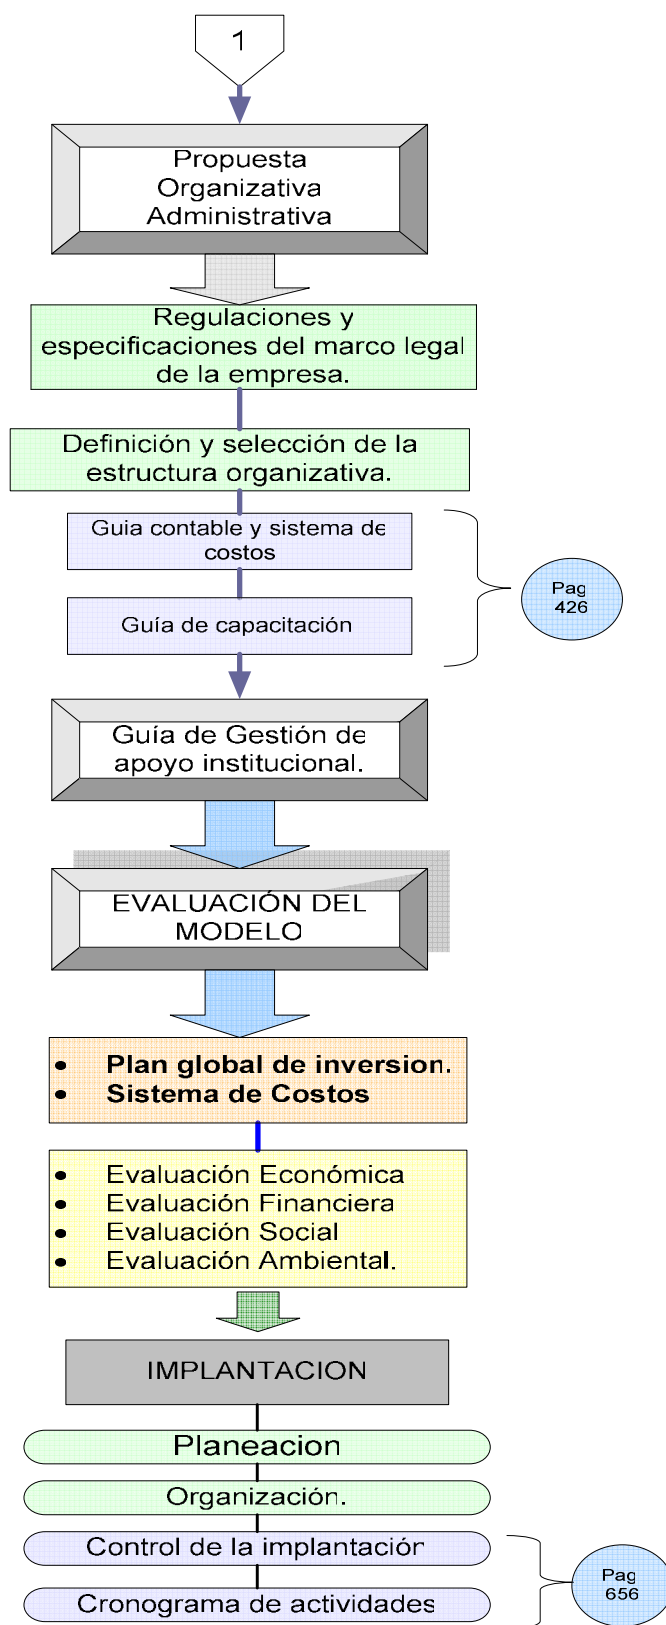 1
Propuesta
Organizativa
Administrativa
Regulaciones y
especificaciones del marco legal
de la empresa.
Definición y selección de la
estructura organizativa.
Guia contable y sistema de
costos
Guía de capacitación
Pag
426
Guía de Gestión de
apoyo institucional.
EVALUACIÓN DEL
MODELO
• Plan global de inversion.
• Sistema de Costos
• Evaluación Económica
• Evaluación Financiera
• Evaluación Social
• Evaluación Ambiental.
IMPLANTACION
Planeacion
Organización.
Control de la implantación
Cronograma de actividades
Pag
656